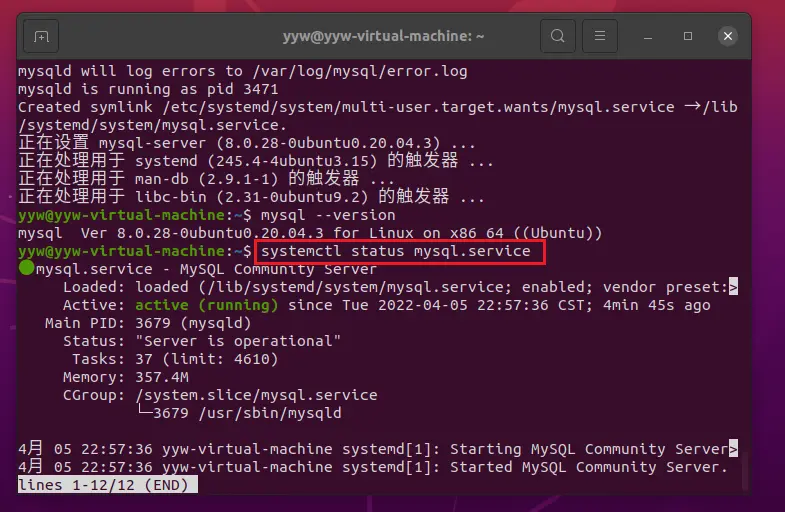 yyw@yyw-virtual-machine: ~
mysqld will log errors to /var/log/mysql/error.log
mysqld is running as pid 3471
Created symlink /etc/systemd/system/multi-user.target.wants/mysql.service →/lib
/systemd/system/mysql.service.
正在设置 mysql-server (8.0.28-0ubuntu0.20.04.3) ...
正在处理用于 systemd (245.4-4ubuntu3.15) 的触发器 ...
正在处理用于 man-db (2.9.1-1) 的触发器 ...
正在处理用于 libc-bin (2.31-0ubuntu9.2) 的触发器 ...
yyw@yyw-virtual-machine:~$ mysql --version
mysql  Ver 8.0.28-0ubuntu0.20.04.3 for Linux on x86_64 ((Ubuntu))
yyw@yyw-virtual-machine:~$ systemctl status mysql.service
●mysql.service - MySQL Community Server
     Loaded: loaded (/lib/systemd/system/mysql.service; enabled; vendor preset:>
     Active: active (running) since Tue 2022-04-05 22:57:36 CST; 4min 45s ago
   Main PID: 3679 (mysqld)
     Status: "Server is operational"
      Tasks: 37 (limit: 4610)
     Memory: 357.4M
     CGroup: /system.slice/mysql.service
             └─3679 /usr/sbin/mysqld
4月 05 22:57:36 yyw-virtual-machine systemd[1]: Starting MySQL Community Server>
4月 05 22:57:36 yyw-virtual-machine systemd[1]: Started MySQL Community Server.
lines 1-12/12 (END)